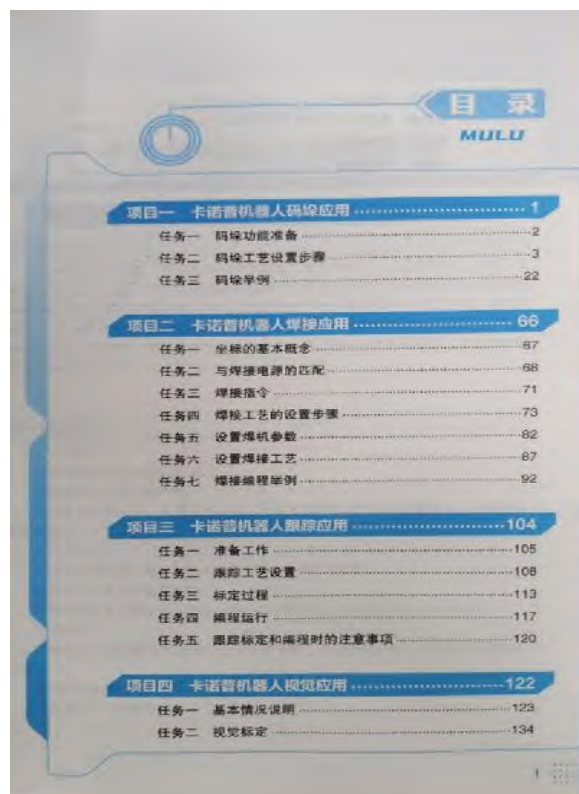 目 录
MULU
项目一 卡诺普机器人码垛应用 1
任务一 码垛功能准备 2
任务二 码垛工艺设置步骤 3
任务三 码垛举例 22
项目二 卡诺普机器人焊接应用 66
任务一 坐标的基本概念 67
任务二 与焊接电源的匹配 68
任务三 焊接指令 71
任务四 焊接工艺的设置步骤 73
任务五 设置焊机参数 82
任务六 设置焊接工艺 87
任务七 焊接编程举例 92
项目三 卡诺普机器人跟踪应用 104
任务一 准备工作 105
任务二 跟踪工艺设置 108
任务三 标定过程 113
任务四 编程运行 117
任务五 跟踪标定和编程时的注意事项 120
项目四 卡诺普机器人视觉应用 122
任务一 基本情况说明 123
任务二 视觉标定 134
1